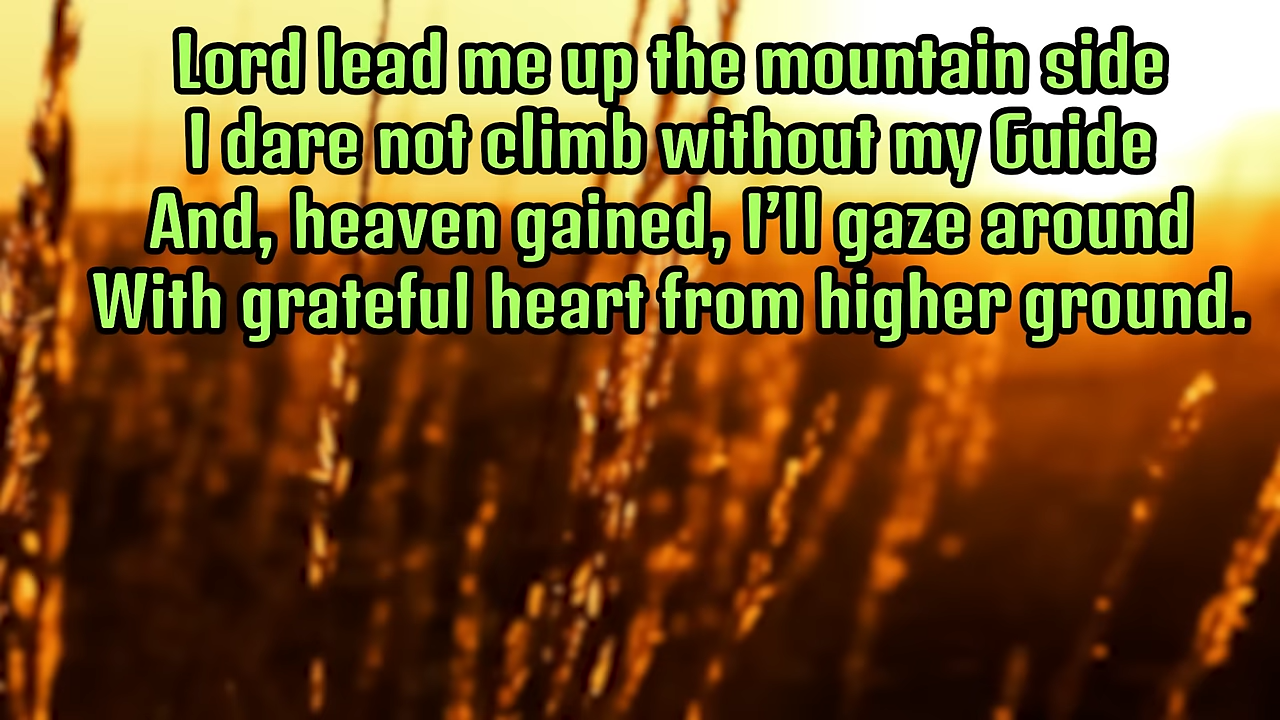 Lord lead me up the mountain side
I dare not climb without my Guide
And, heaven gained, I’ll gaze around
With grateful heart from higher ground.